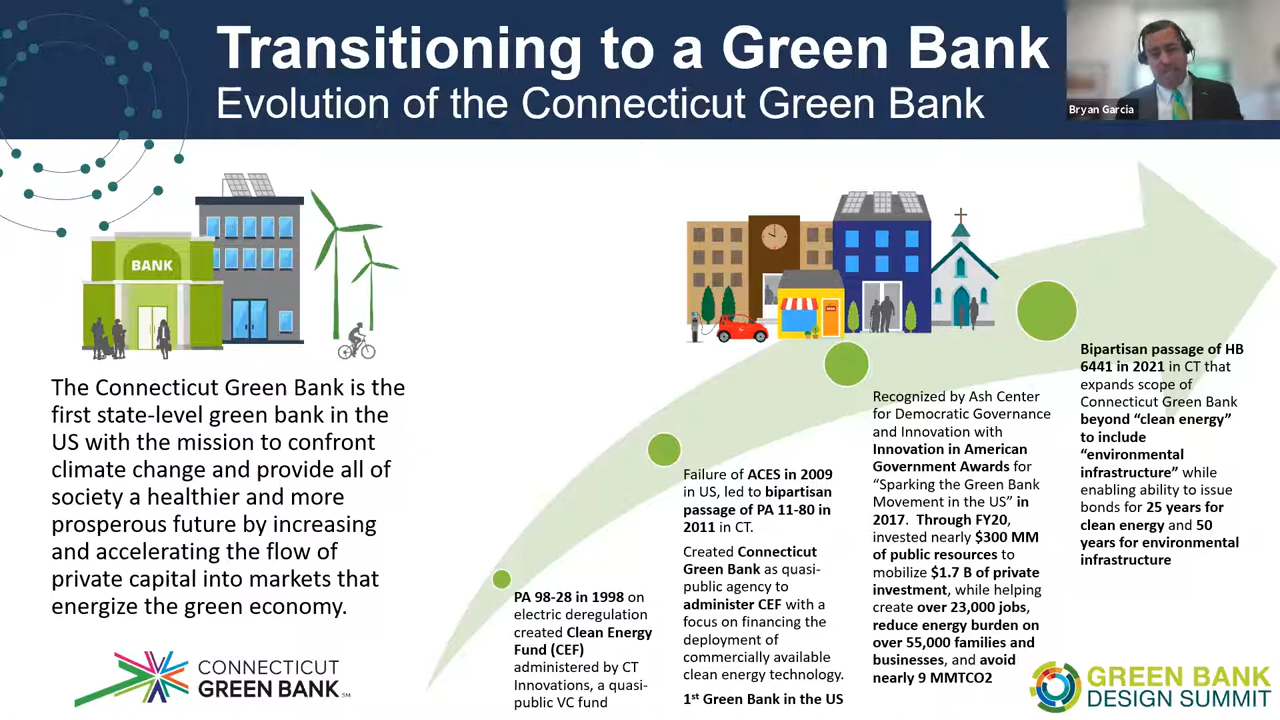 Transitioning to a Green Bank
Evolution of the Connecticut Green Bank
Bryan Garcia
BANK
The Connecticut Green Bank is the
first state-level green bank in the
US with the mission to confront
climate change and provide all of
society a healthier and more
prosperous future by increasing
and accelerating the flow of
private capital into markets that
energize the green economy.
CONNECTICUT
GREEN BANK SM
PA 98-28 in 1998 on
electric deregulation
created Clean Energy
Fund (CEF)
administered by CT
Innovations, a quasi-
public VC fund
Failure of ACES in 2009
in US, led to bipartisan
passage of PA 11-80 in
2011 in CT.
Created Connecticut
Green Bank as quasi-
public agency to
administer CEF with a
focus on financing the
deployment of
commercially available
clean energy technology.
1st Green Bank in the US
Recognized by Ash Center
for Democratic Governance
and Innovation with
Innovation in American
Government Awards for
“Sparking the Green Bank
Movement in the US” in
2017. Through FY20,
invested nearly $300 MM
of public resources to
mobilize $1.7 B of private
investment, while helping
create over 23,000 jobs,
reduce energy burden on
over 55,000 families and
businesses, and avoid
nearly 9 MMTCO2
Bipartisan passage of HB
6441 in 2021 in CT that
expands scope of
Connecticut Green Bank
beyond “clean energy”
to include
“environmental
infrastructure” while
enabling ability to issue
bonds for 25 years for
clean energy and 50
years for environmental
infrastructure
GREEN BANK
DESIGN SUMMIT